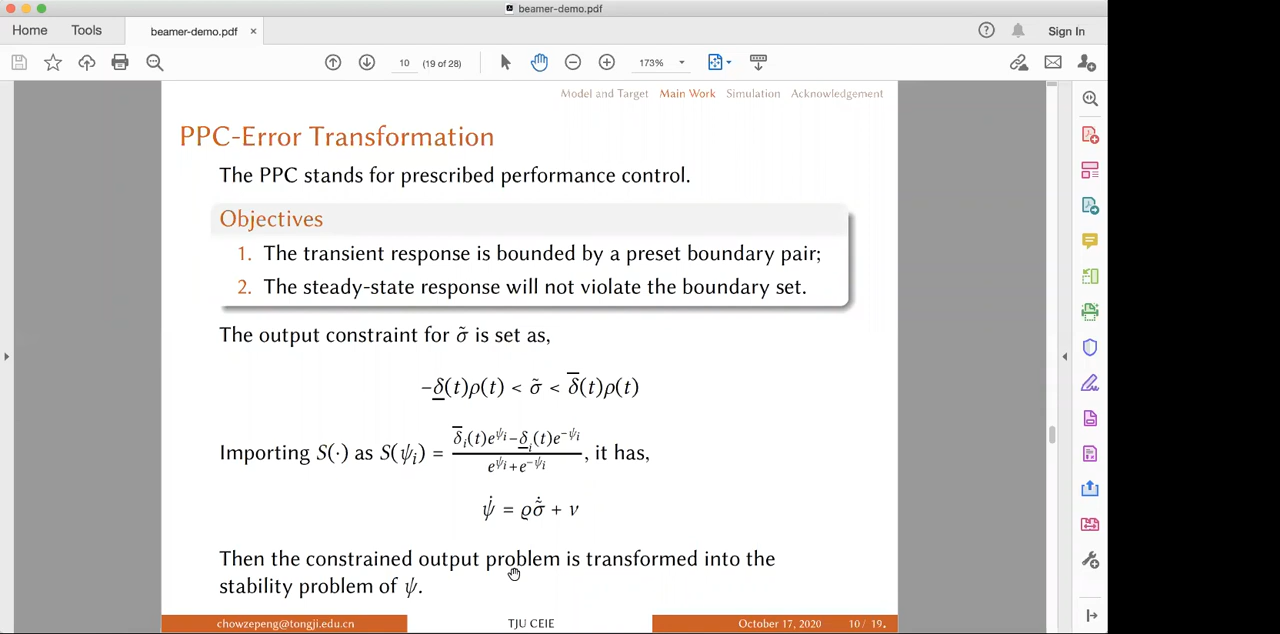 beamer-demo.pdf
Home Tools beamer-demo.pdf × Sign In
10 (19 of 28) 173%
Model and Target Main Work Simulation Acknowledgement
PPC-Error Transformation
The PPC stands for prescribed performance control.
Objectives
1. The transient response is bounded by a preset boundary pair;
2. The steady-state response will not violate the boundary set.
The output constraint for σ̃ is set as,
−δ̲(t)ρ(t) < σ̃ < δ̅(t)ρ(t)
Importing S(·) as S(ψᵢ) = (δ̅ᵢ(t)e^ψᵢ−δ̲ᵢ(t)e^−ψᵢ)/(e^ψᵢ+e^−ψᵢ), it has,
ψ̇ = ϱσ̃̇ + ν
Then the constrained output problem is transformed into the
stability problem of ψ.
chowzepeng@tongji.edu.cn TJU CEIE October 17, 2020 10 / 19.